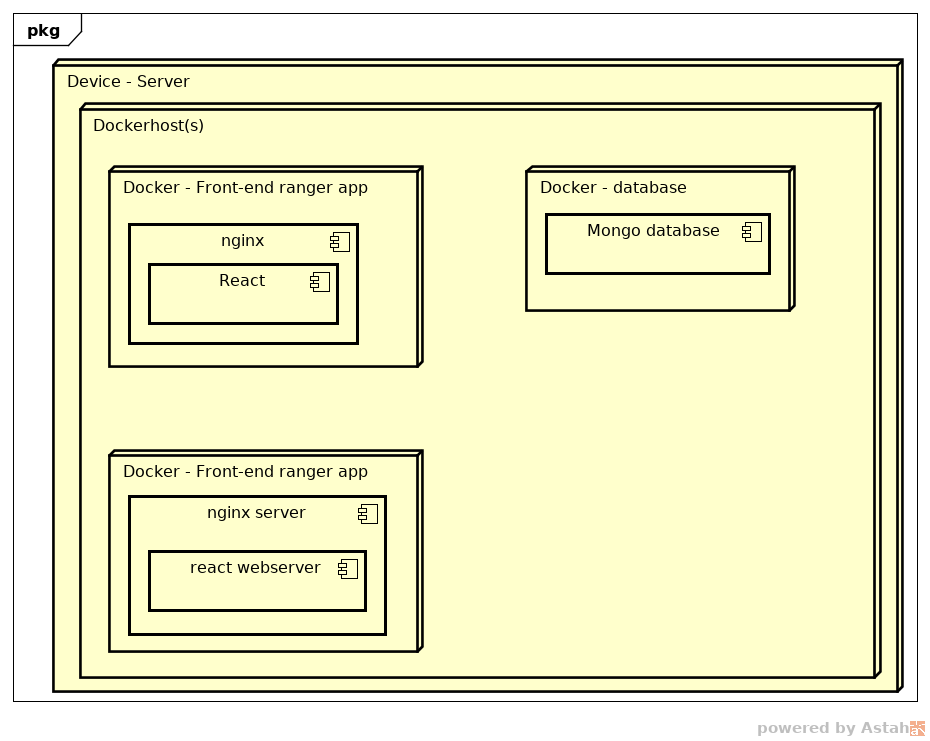 pkg
Device - Server
Dockerhost(s)
Docker - Front-end ranger app
nginx
React
Docker - database
Mongo database
Docker - Front-end ranger app
nginx server
react webserver
powered by Astah